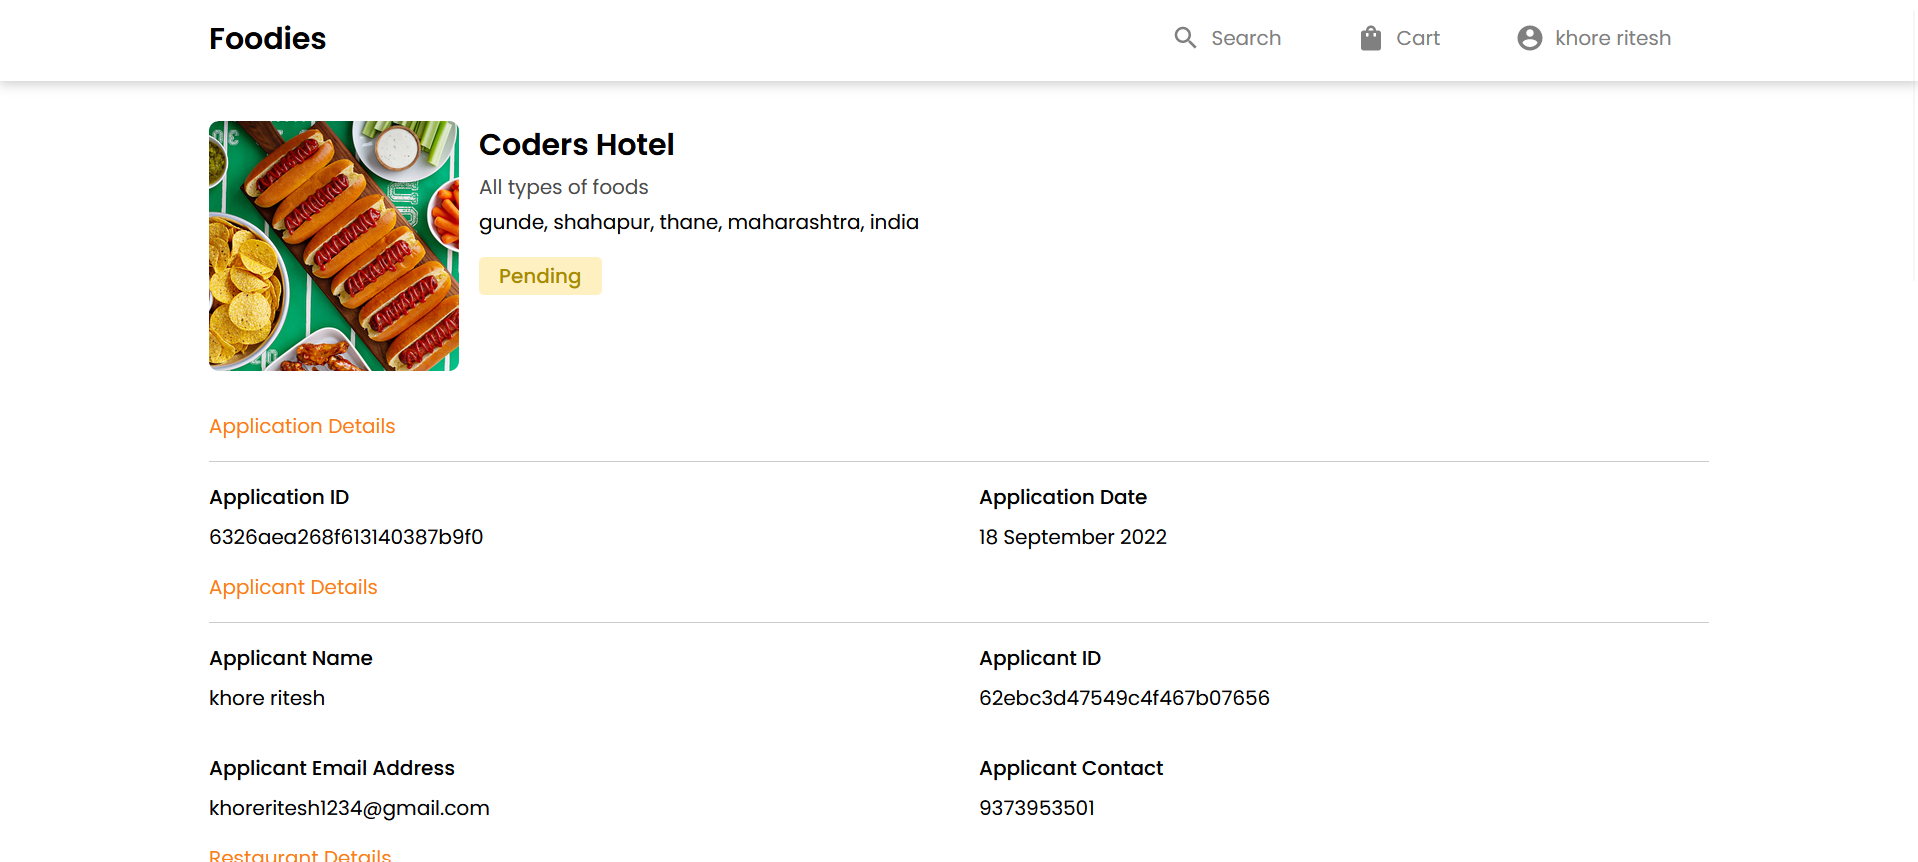 Foodies
Search
Cart
khore ritesh
Coders Hotel
All types of foods
gunde, shahapur, thane, maharashtra, india
Pending
Application Details
Application ID
Application Date
6326aea268f613140387b9f0
18 September 2022
Applicant Details
Applicant Name
Applicant ID
khore ritesh
62ebc3d47549c4f467b07656
Applicant Email Address
Applicant Contact
khoreritesh1234@gmail.com
9373953501
Restaurant Details